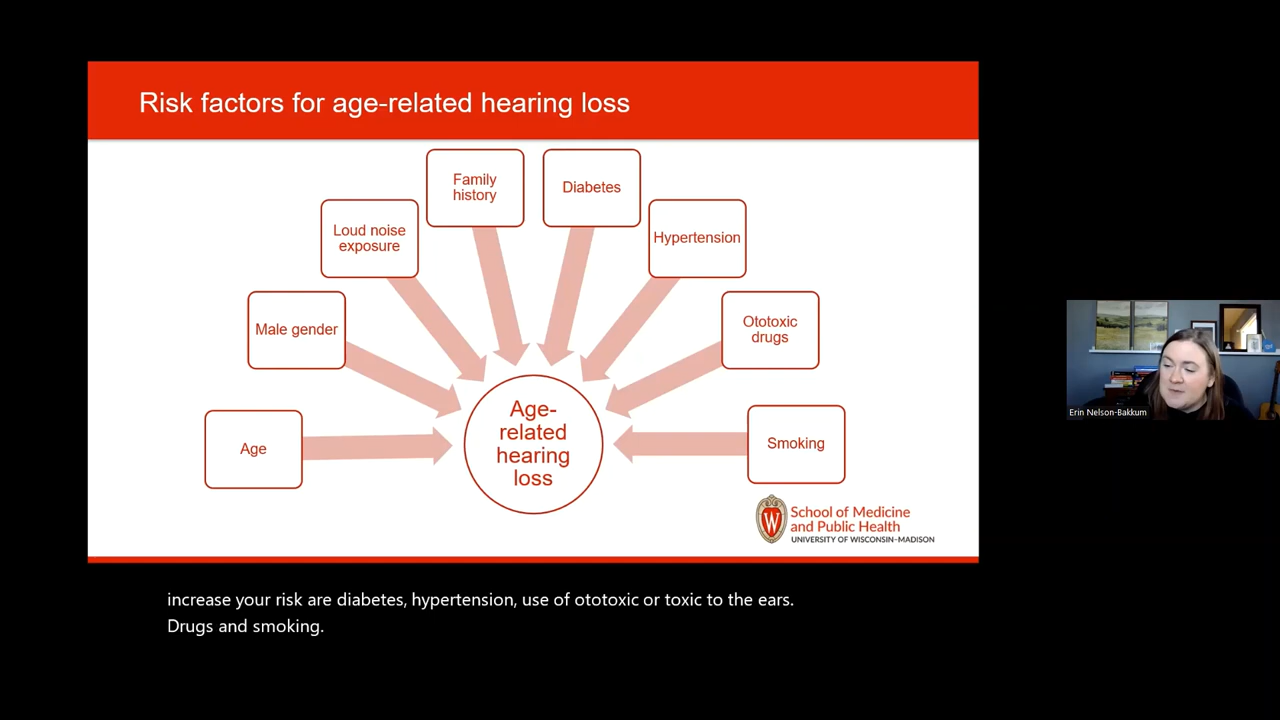 Risk factors for age-related hearing loss
Family
history
Diabetes
Loud noise
exposure
Hypertension
Male gender
Ototoxic
drugs
Age
Age-
related
hearing
loss
Smoking
W
School of Medicine
and Public Health
UNIVERSITY OF WISCONSIN–MADISON
Erin Nelson-Bakkum
increase your risk are diabetes, hypertension, use of ototoxic or toxic to the ears.
Drugs and smoking.